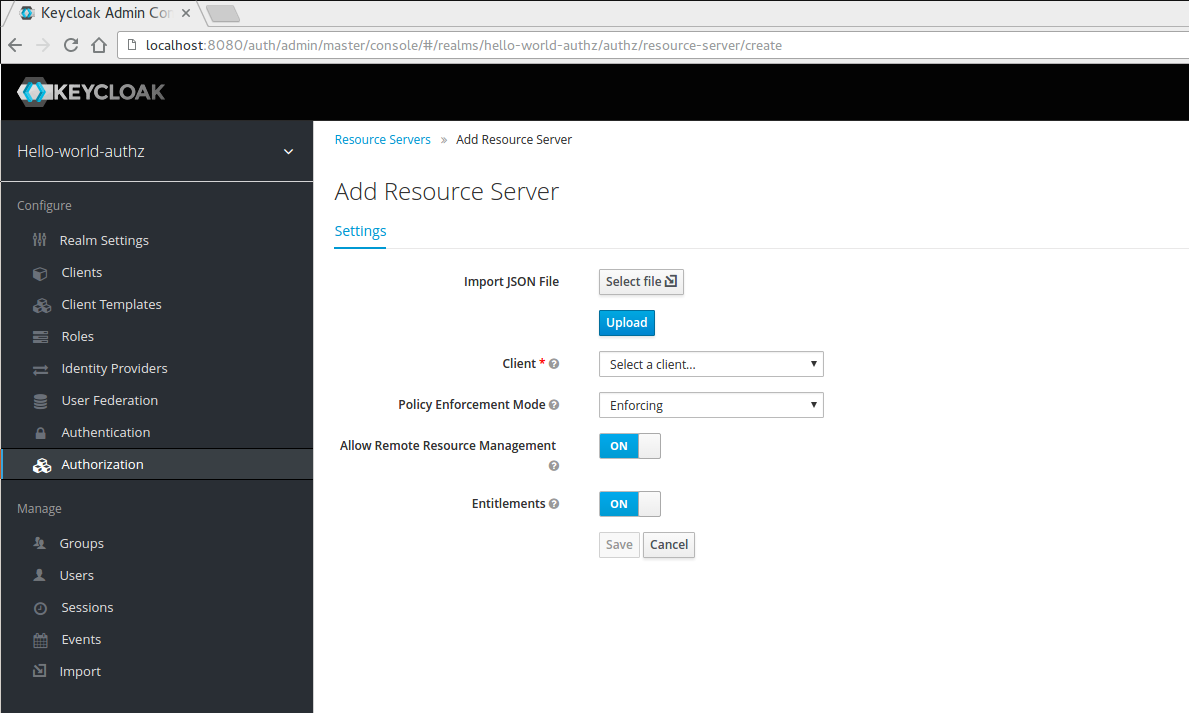 Keycloak Admin Con
localhost:8080/auth/admin/master/console/#/realms/hello-world-authz/authz/resource-server/create
KEYCLOAK
Hello-world-authz
Configure
Realm Settings
Clients
Client Templates
Roles
Identity Providers
User Federation
Authentication
Authorization
Manage
Groups
Users
Sessions
Events
Import
Resource Servers » Add Resource Server
Add Resource Server
Settings
Import JSON File Select file
Upload
Client * Select a client...
Policy Enforcement Mode Enforcing
Allow Remote Resource Management ON
Entitlements ON
Save Cancel